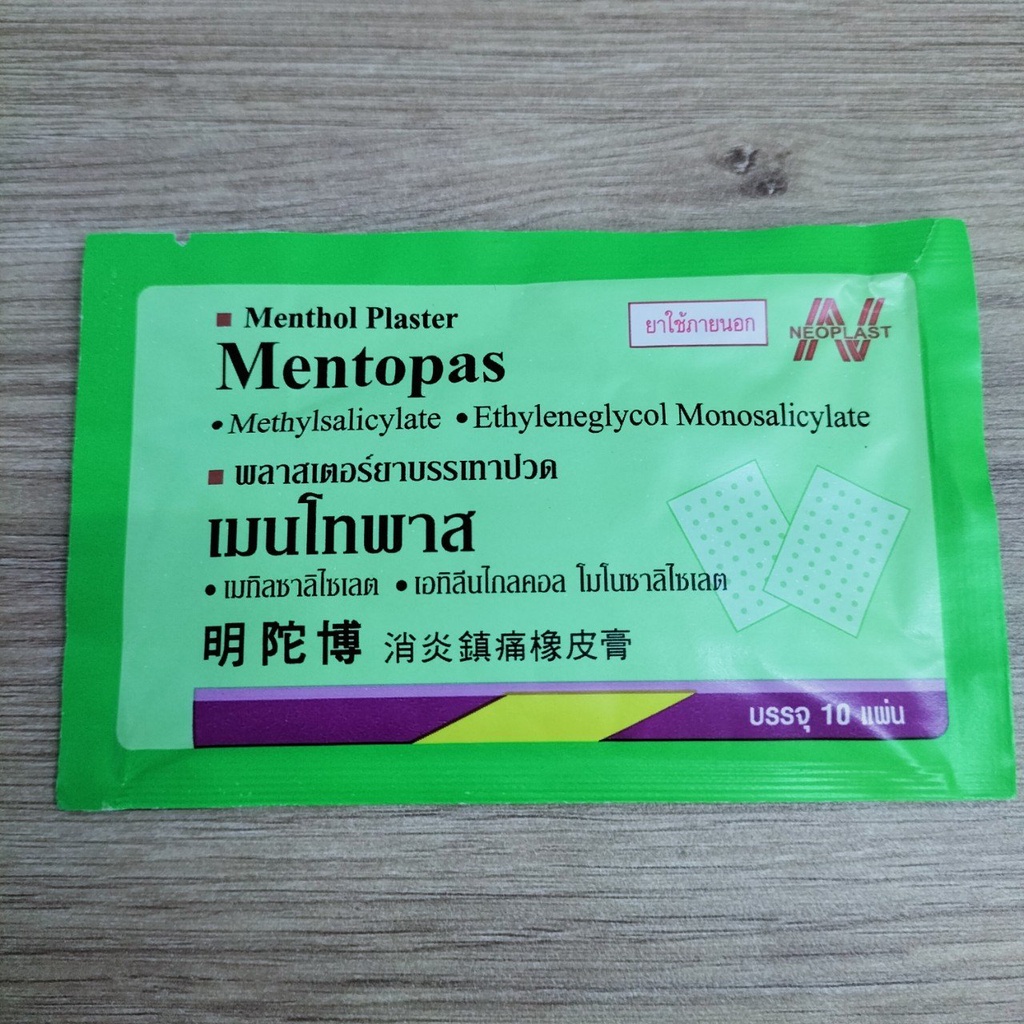 ■ Menthol Plaster
ยาใช้ภายนอก
NEOPLAST
Mentopas
• Methylsalicylate • Ethyleneglycol Monosalicylate
■ พลาสเตอร์ยาบรรเทาปวด
เมนโทพาส
• เมทิลซาลิไซเลต • เอทิลีนไกลคอล โมโนซาลิไซเลต
明陀博 消炎鎮痛橡皮膏
บรรจุ 10 แผ่น